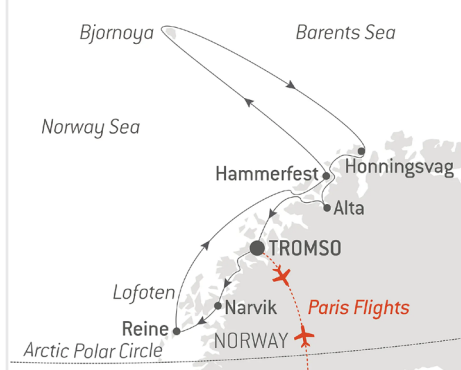 Bjornoya
Barents Sea
Norway Sea
Hammerfest
Honningsvag
Alta
TROMSO
Lofoten
Narvik
Paris Flights
Reine
NORWAY
Arctic Polar Circle